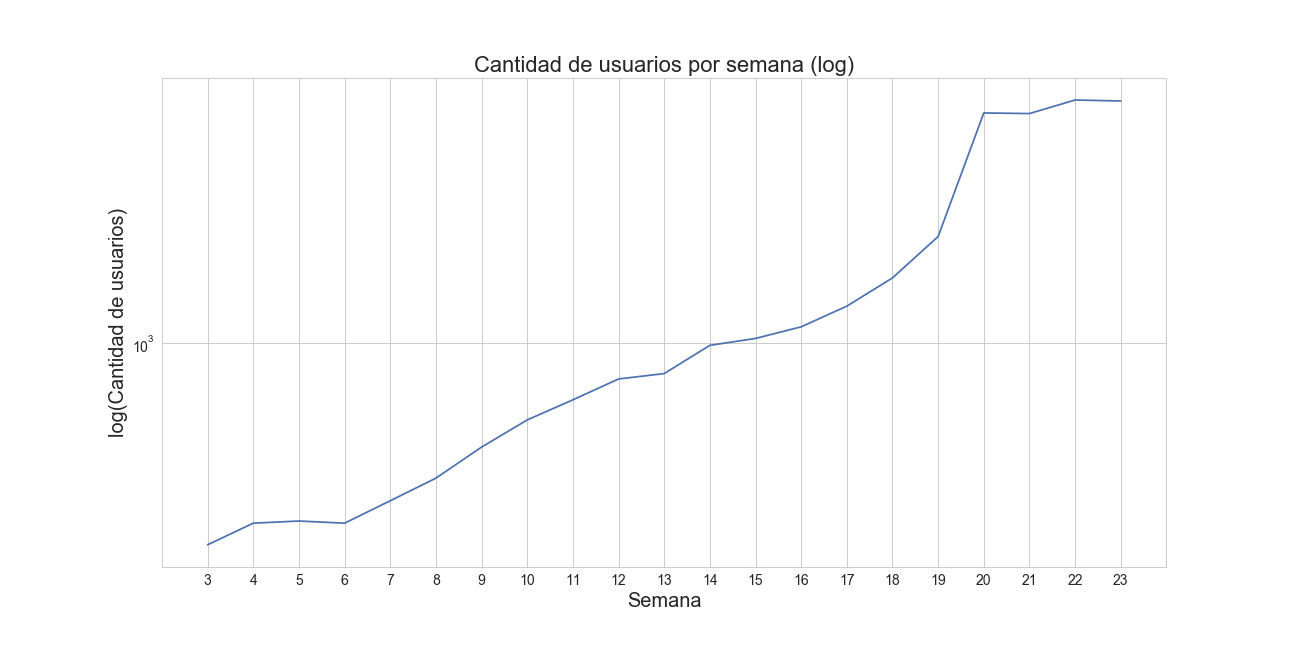 Cantidad de usuarios por semana (log)
log(Cantidad de usuarios)
10³
3 4 5 6 7 8 9 10 11 12 13 14 15 16 17 18 19 20 21 22 23
Semana